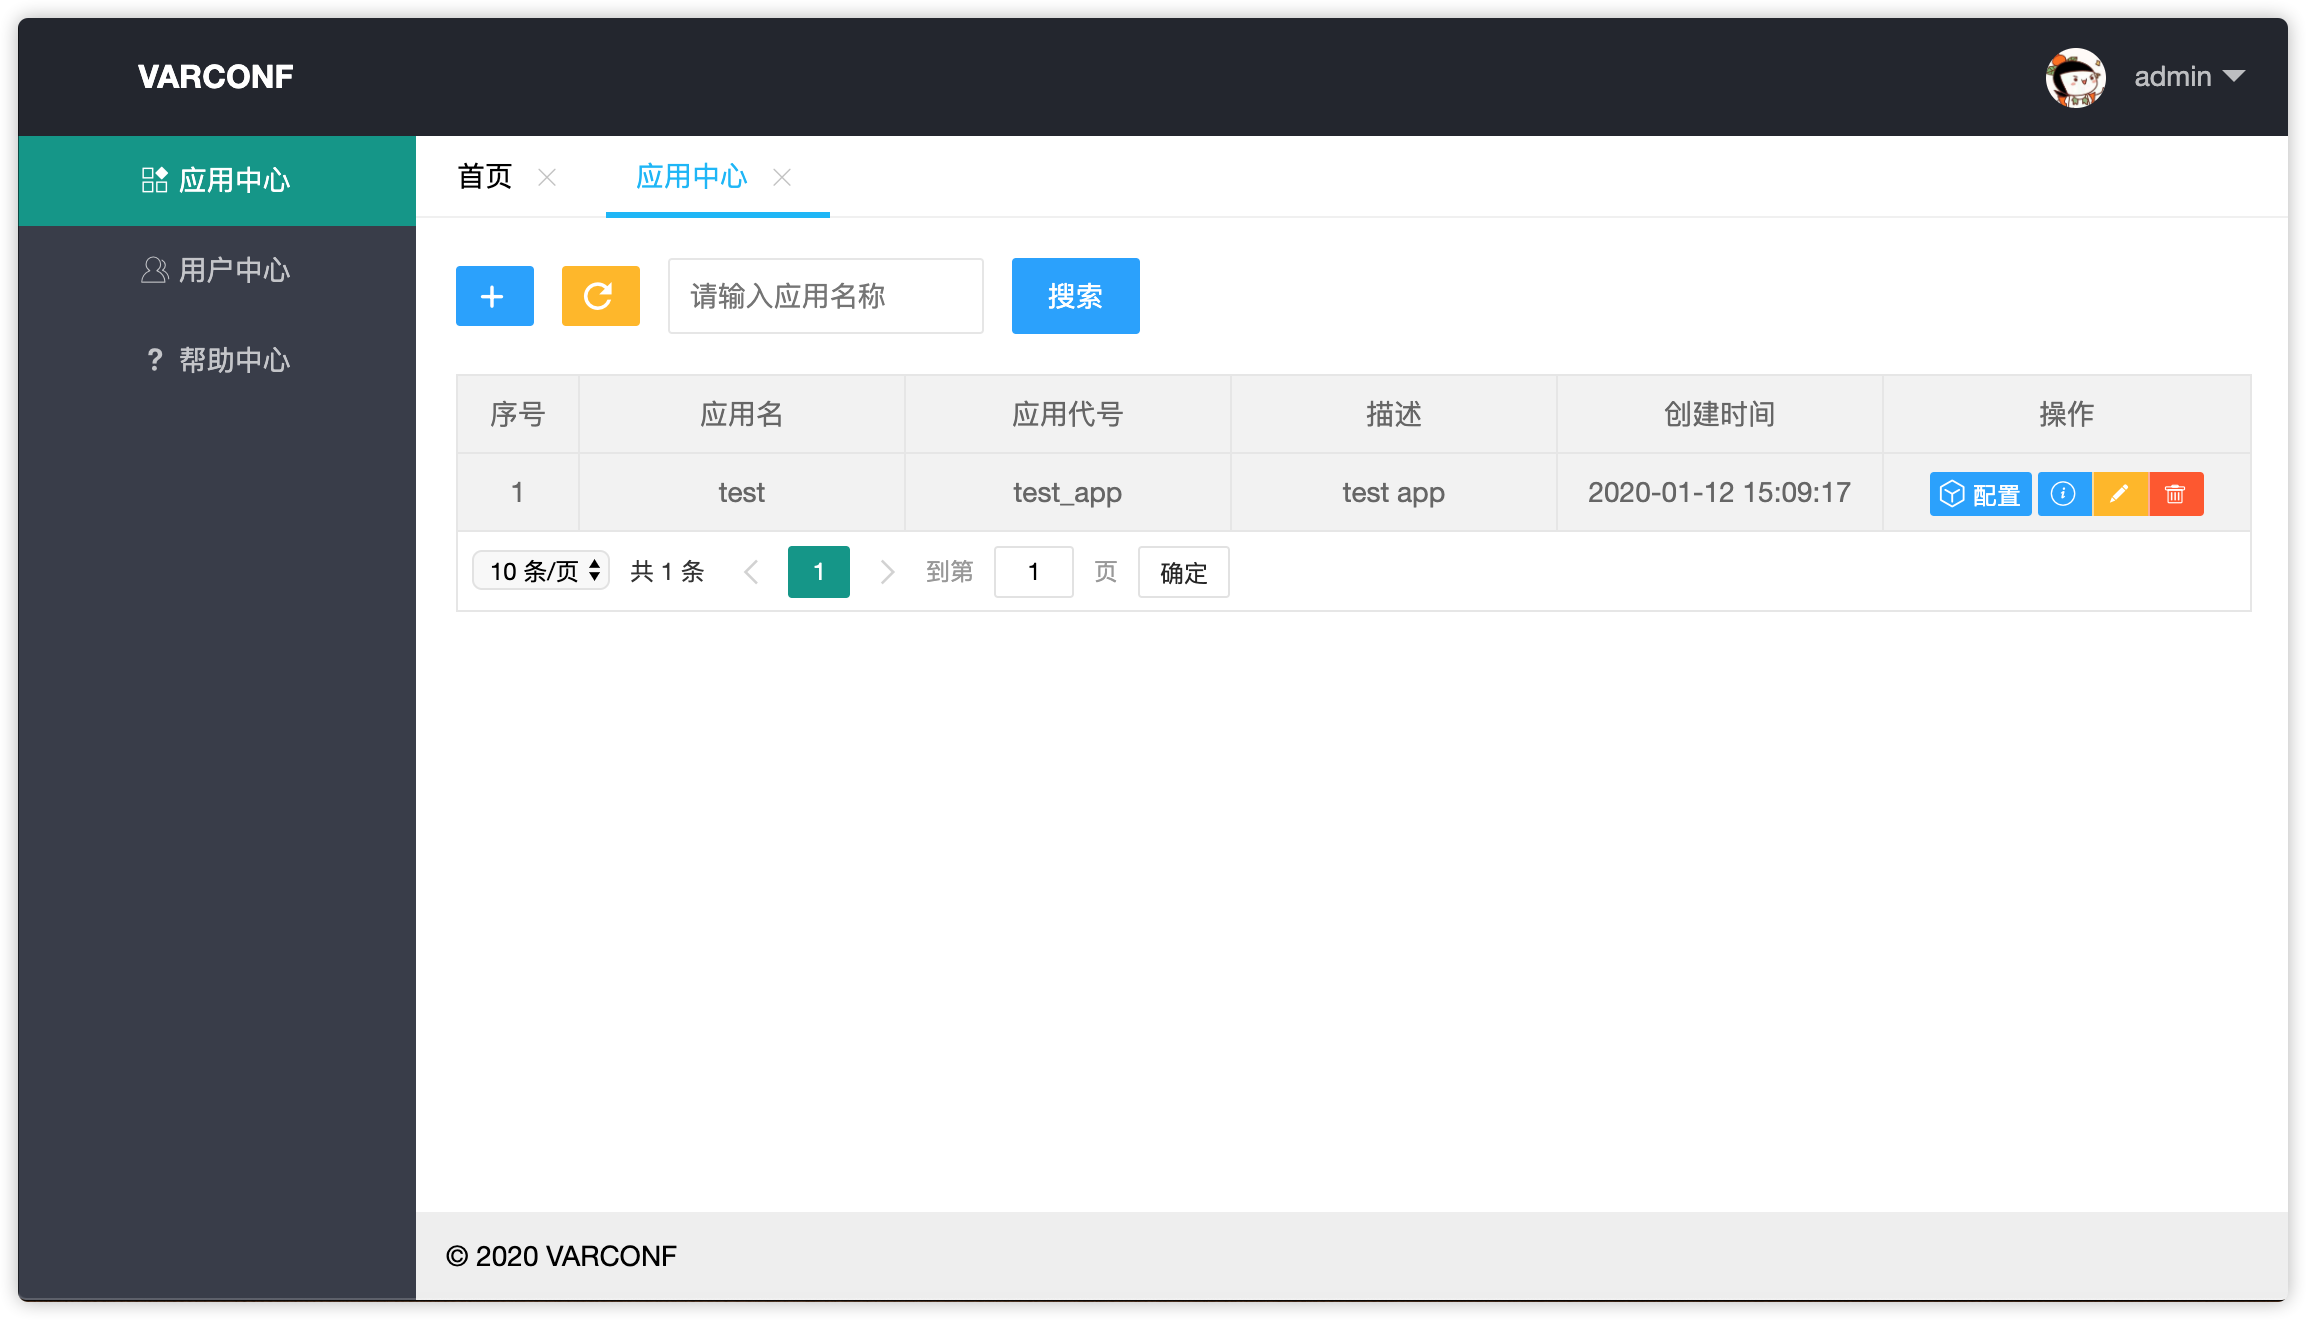 VARCONF
admin
应用中心
用户中心
? 帮助中心
首页 应用中心
+ 请输入应用名称 搜索
序号 应用名 应用代号 描述 创建时间 操作
1 test test_app test app 2020-01-12 15:09:17 配置
10 条/页 共 1 条 1 到第 1 页 确定
© 2020 VARCONF